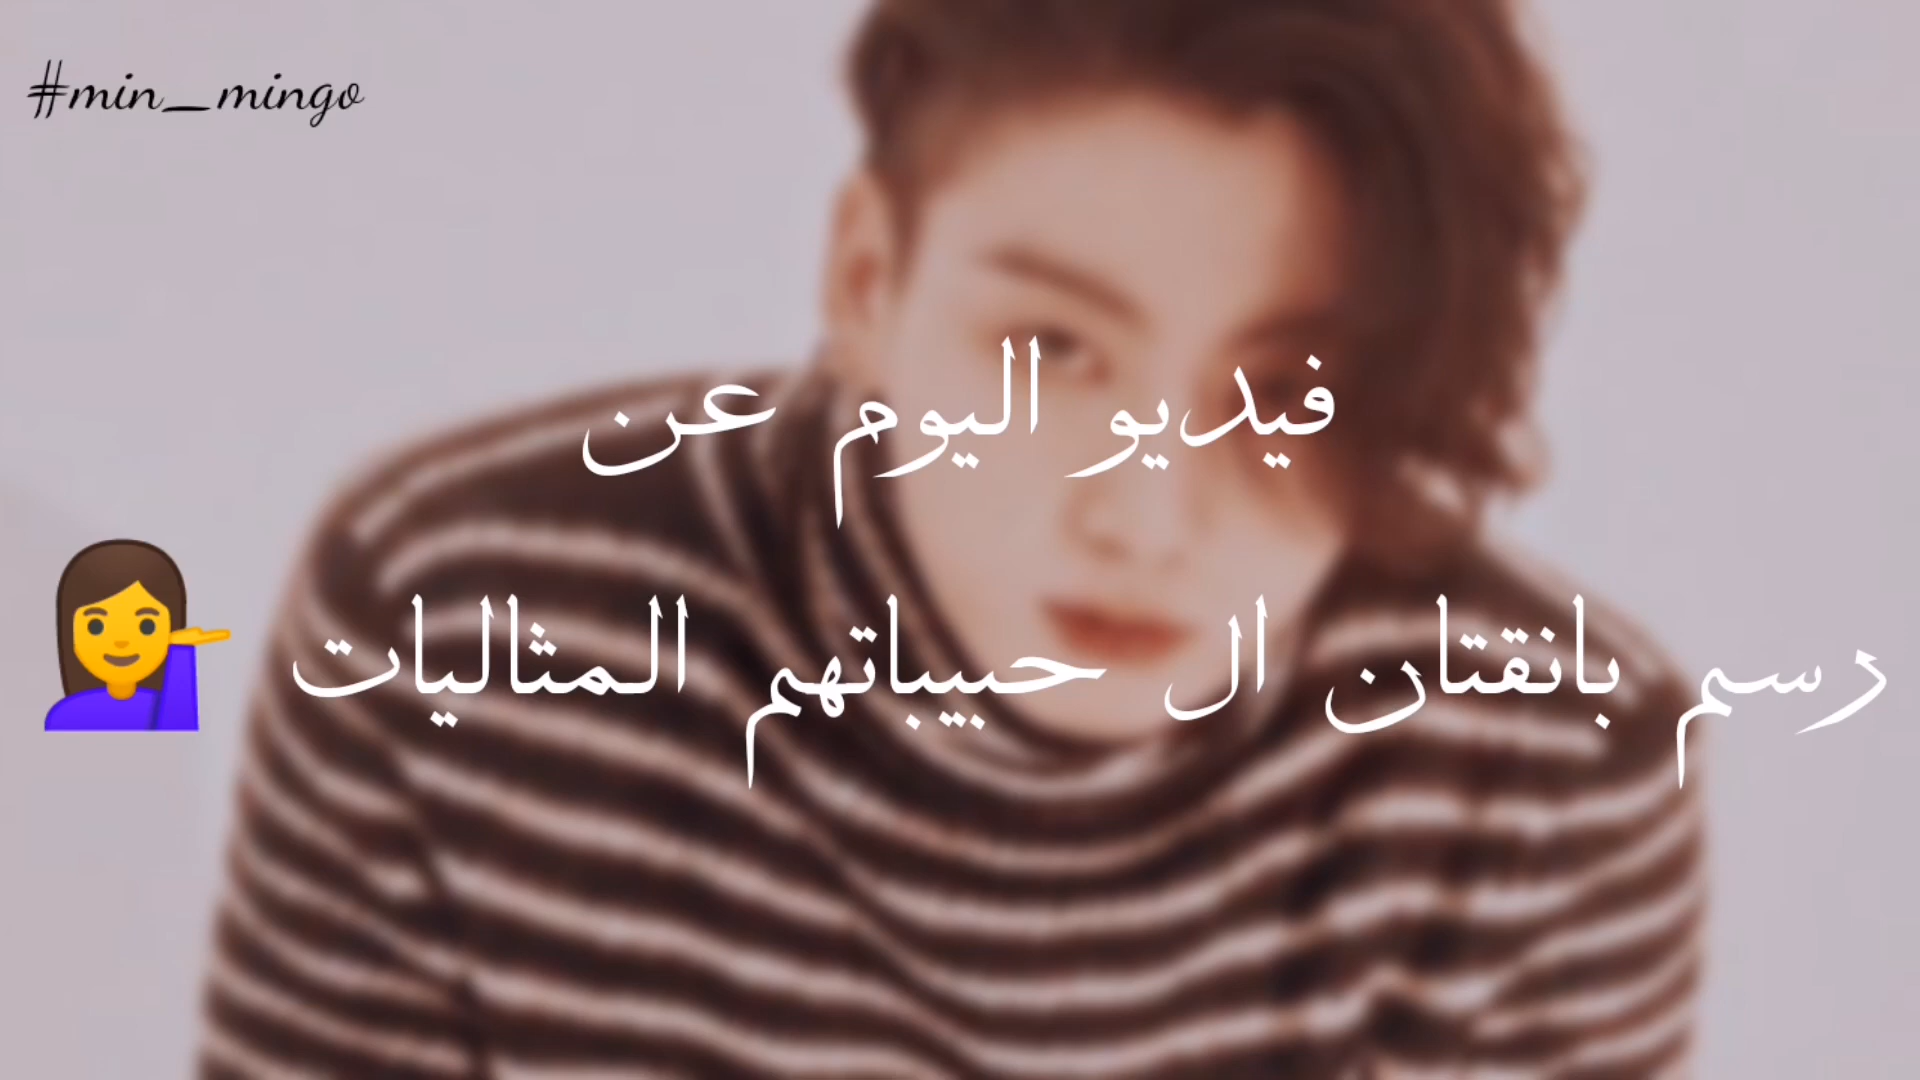 #min_mingo
فيديو اليوم عن
رسم بانقتان ال حبيباتهم المثاليات 💁‍♀️